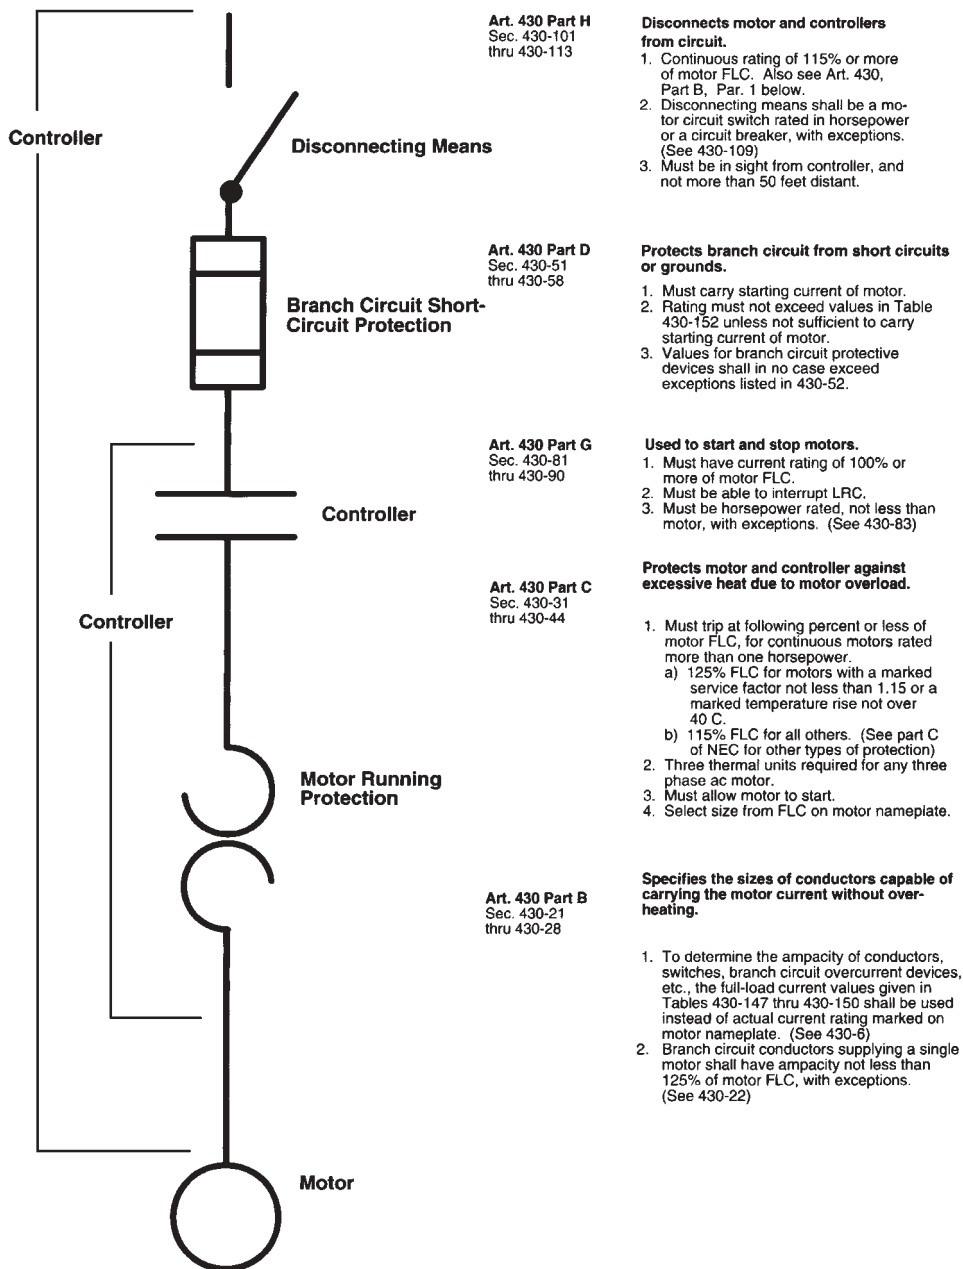 Controller
Disconnecting Means
Art. 430 Part H
Sec. 430-101
thru 430-113
Disconnects motor and controllers
from circuit.
1. Continuous rating of 115% or more
of motor FLC. Also see Art. 430,
Part B, Par. 1 below.
2. Disconnecting means shall be a mo-
tor circuit switch rated in horsepower
or a circuit breaker, with exceptions.
(See 430-109)
3. Must be in sight from controller, and
not more than 50 feet distant.
Branch Circuit Short-
Circuit Protection
Art. 430 Part D
Sec. 430-51
thru 430-58
Protects branch circuit from short circuits
or grounds.
1. Must carry starting current of motor.
2. Rating must not exceed values in Table
430-152 unless not sufficient to carry
starting current of motor.
3. Values for branch circuit protective
devices shall in no case exceed
exceptions listed in 430-52.
Controller
Art. 430 Part G
Sec. 430-81
thru 430-90
Used to start and stop motors.
1. Must have current rating of 100% or
more of motor FLC.
2. Must be able to interrupt LRC.
3. Must be horsepower rated, not less than
motor, with exceptions. (See 430-83)
Controller
Motor Running
Protection
Art. 430 Part C
Sec. 430-31
thru 430-44
Protects motor and controller against
excessive heat due to motor overload.
1. Must trip at following percent or less of
motor FLC, for continuous motors rated
more than one horsepower.
a) 125% FLC for motors with a marked
service factor not less than 1.15 or a
marked temperature rise not over
40 C.
b) 115% FLC for all others. (See part C
of NEC for other types of protection)
2. Three thermal units required for any three
phase ac motor.
3. Must allow motor to start.
4. Select size from FLC on motor nameplate.
Art. 430 Part B
Sec. 430-21
thru 430-28
Specifies the sizes of conductors capable of
carrying the motor current without over-
heating.
1. To determine the ampacity of conductors,
switches, branch circuit overcurrent devices,
etc., the full-load current values given in
Tables 430-147 thru 430-150 shall be used
instead of actual current rating marked on
motor nameplate. (See 430-6)
2. Branch circuit conductors supplying a single
motor shall have ampacity not less than
125% of motor FLC, with exceptions.
(See 430-22)
Motor